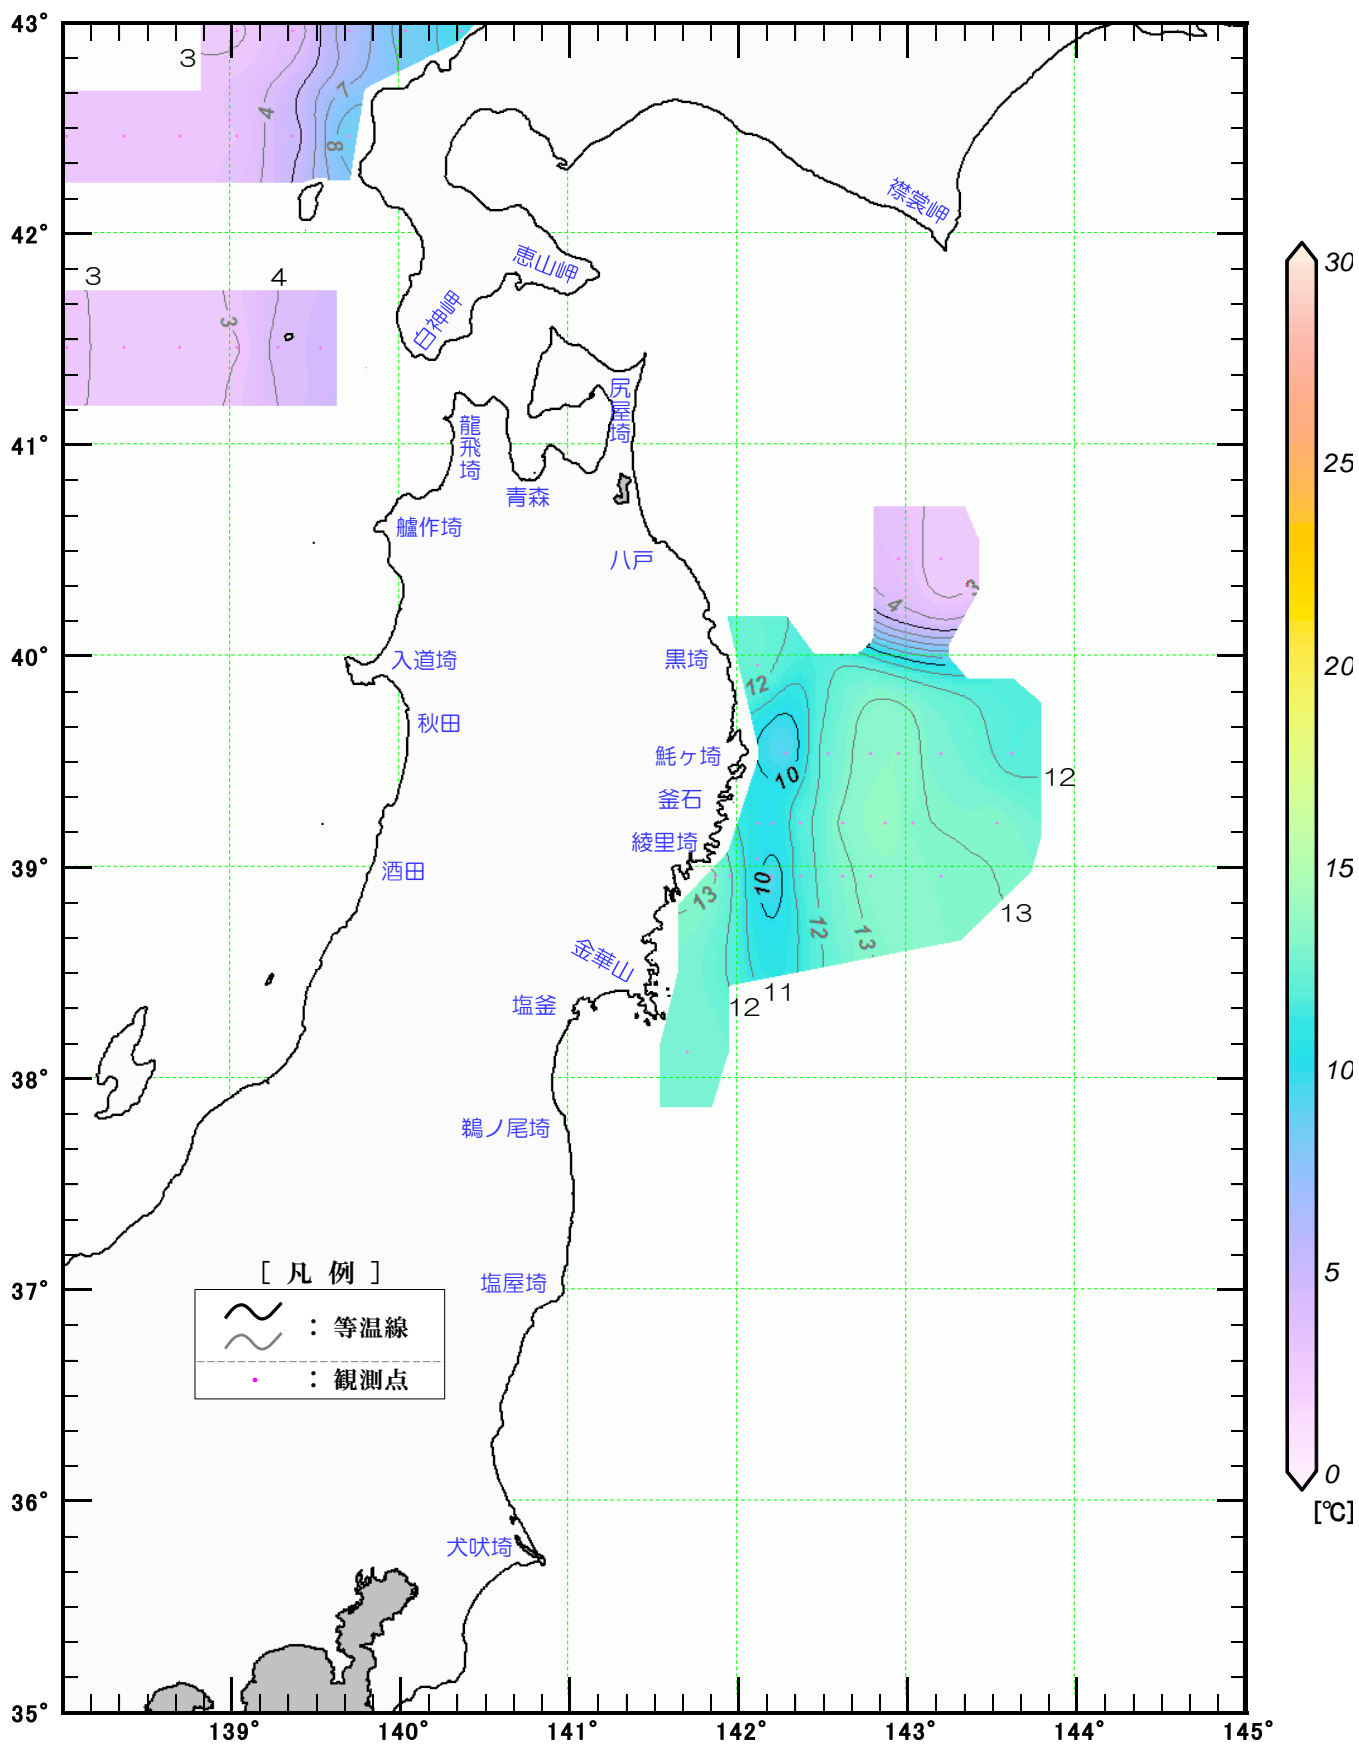 43°
3
4
7
8
襟裳岬
42°
恵山岬
30
3
4
3
白神岬
尻屋埼
41°
龍飛埼
25
青森
艫作埼
八戸
3
4
40°
入道埼
黒埼
20
12
秋田
魹ヶ埼
10
12
釜石
綾里埼
39°
酒田
15
10
13
13
12
13
金華山
11
12
塩釜
38°
10
鵜ノ尾埼
5
[ 凡 例 ]
37°
塩屋埼
: 等温線
: 観測点
0
36°
[℃]
犬吠埼
35°
139°
140°
141°
142°
143°
144°
145°